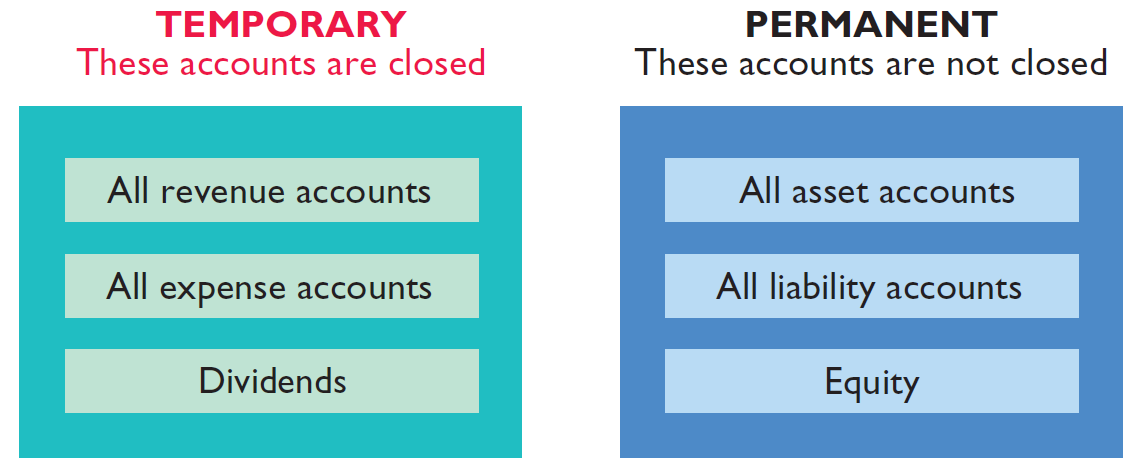 TEMPORARY
These accounts are closed
All revenue accounts
All expense accounts
Dividends
PERMANENT
These accounts are not closed
All asset accounts
All liability accounts
Equity